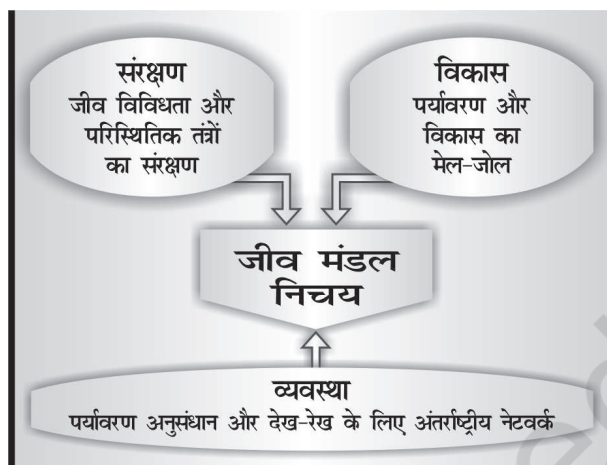 संरक्षण
जीव विविधता और
परिस्थितिक तंत्रों
का संरक्षण
विकास
पर्यावरण और
विकास का
मेल-जोल
जीव मंडल
निचय
व्यवस्था
पर्यावरण अनुसंधान और देख-रेख के लिए अंतर्राष्ट्रीय नेटवर्क